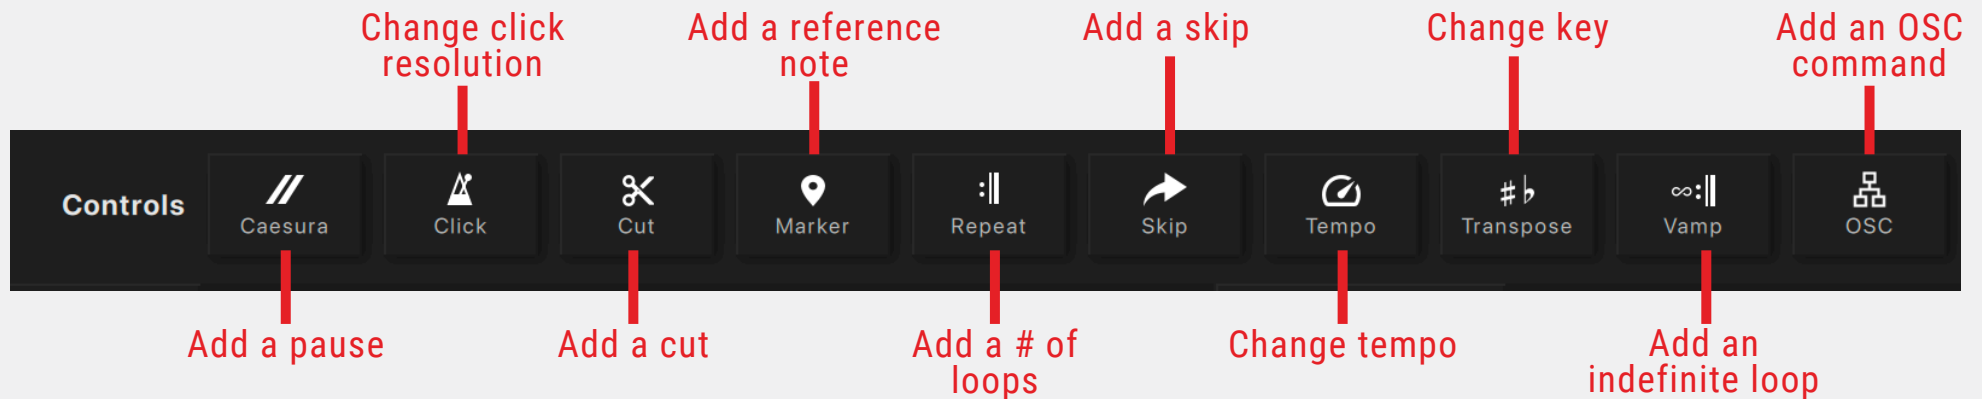 Change click
resolution
Add a reference
note
Add a skip
Change key
Add an OSC
command
Controls
Caesura
Click
Cut
Marker
Repeat
Skip
Tempo
Transpose
Vamp
OSC
Add a pause
Add a cut
Add a # of
loops
Change tempo
Add an
indefinite loop